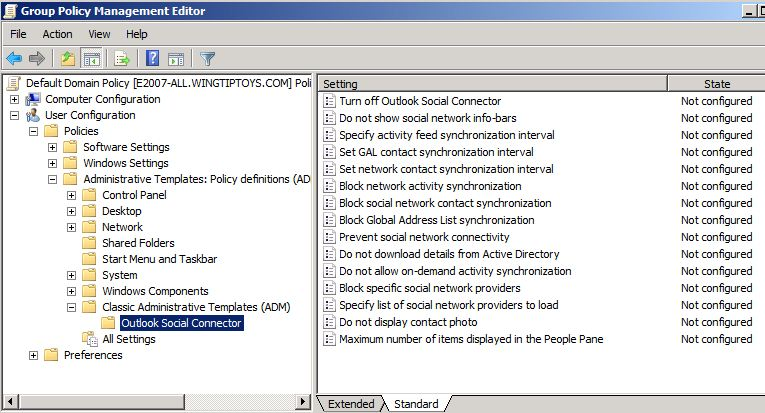 Group Policy Management Editor
File Action View Help
Default Domain Policy [E2007-ALL.WINGTIPTOYS.COM] Poli
Computer Configuration
User Configuration
Policies
Software Settings
Windows Settings
Administrative Templates: Policy definitions (ADM
Control Panel
Desktop
Network
Shared Folders
Start Menu and Taskbar
System
Windows Components
Classic Administrative Templates (ADM)
Outlook Social Connector
All Settings
Preferences
Setting State
Turn off Outlook Social Connector Not configured
Do not show social network info-bars Not configured
Specify activity feed synchronization interval Not configured
Set GAL contact synchronization interval Not configured
Set network contact synchronization interval Not configured
Block network activity synchronization Not configured
Block social network contact synchronization Not configured
Block Global Address List synchronization Not configured
Prevent social network connectivity Not configured
Do not download details from Active Directory Not configured
Do not allow on-demand activity synchronization Not configured
Block specific social network providers Not configured
Specify list of social network providers to load Not configured
Do not display contact photo Not configured
Maximum number of items displayed in the People Pane Not configured
Extended Standard